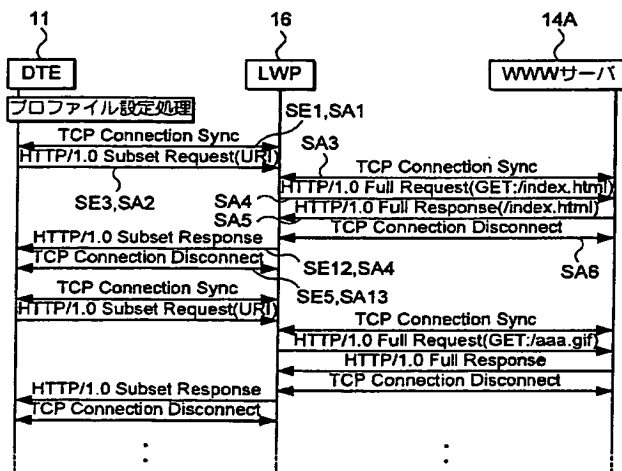 11
16
14A
DTE
LWP
WWWサーバ
プロファイル設定処理
SE1,SA1
TCP Connection Sync
SA3
HTTP/1.0 Subset Request(URI)
TCP Connection Sync
SE3,SA2
SA4
HTTP/1.0 Full Request(GET:/index.html)
SA5
HTTP/1.0 Full Response(/index.html)
TCP Connection Disconnect
HTTP/1.0 Subset Response
TCP Connection Disconnect
SE12,SA4
SA6
SE5,SA13
TCP Connection Sync
HTTP/1.0 Subset Request(URI)
TCP Connection Sync
HTTP/1.0 Full Request(GET:/aaa.gif)
HTTP/1.0 Full Response
TCP Connection Disconnect
HTTP/1.0 Subset Response
TCP Connection Disconnect